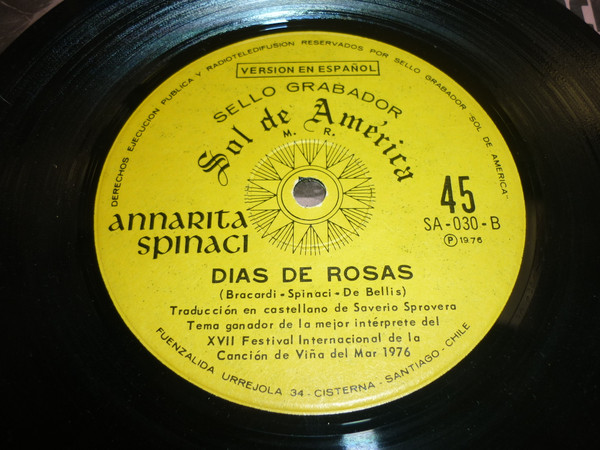 DERECHOS EJECUCION PUBLICA Y RADIOTELEDIFUSION RESERVADOS POR SELLO GRABADOR "SOL DE AMERICA"
VERSION EN ESPAÑOL
SELLO GRABADOR
Sol de América
M. R.
ANNARITA
SPINACI
45
SA-030-B
Ⓟ 1976
DIAS DE ROSAS
(Bracardi - Spinaci - De Bellis)
Traducción en castellano de Saverio Sprovera
Tema ganador de la mejor intérprete del
XVII Festival Internacional de la
Canción de Viña del Mar 1976
FUENZALIDA URREJOLA 34 - CISTERNA - SANTIAGO - CHILE